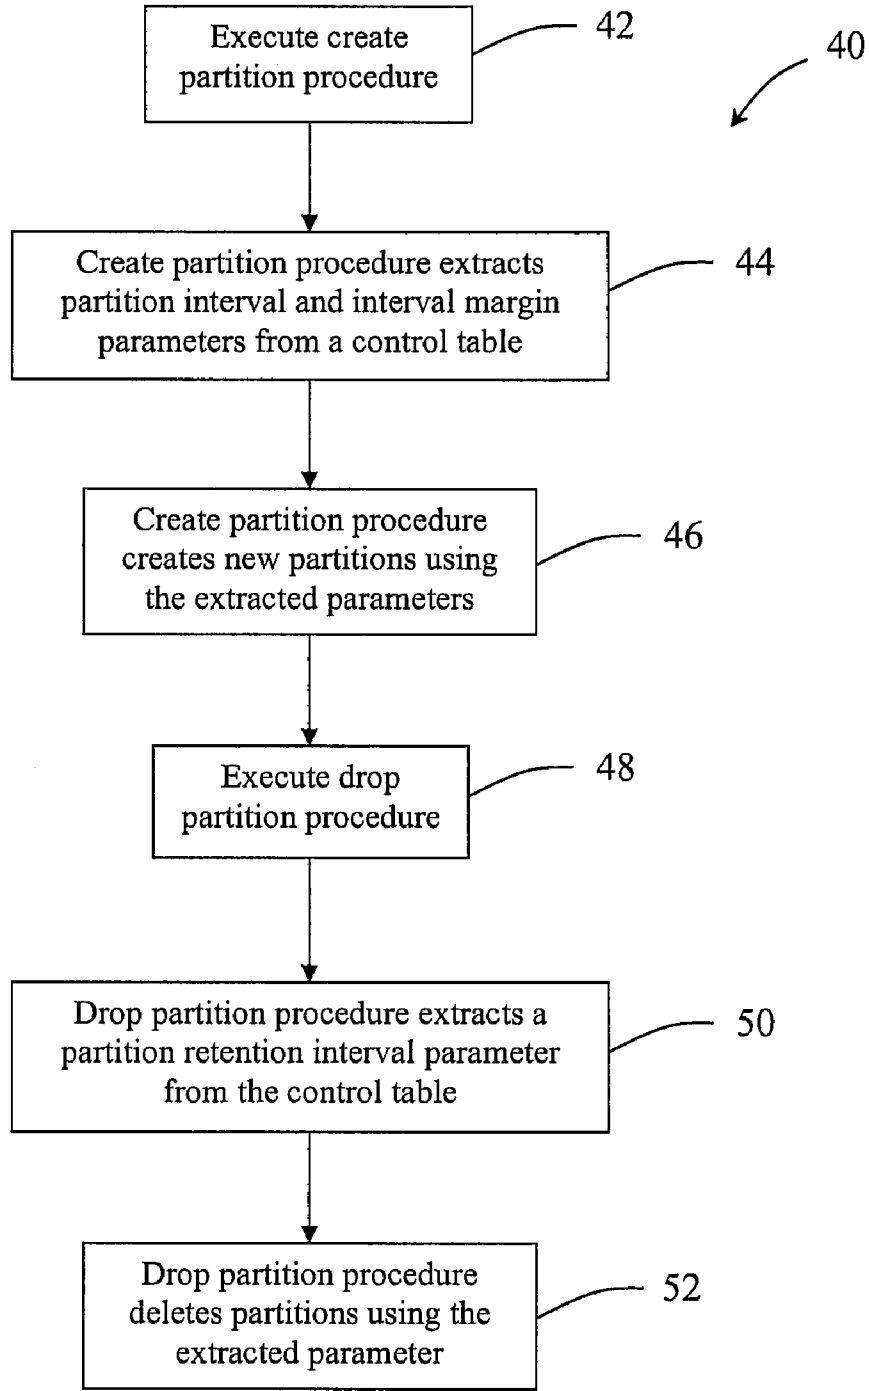 Execute create
partition procedure
42
40
Create partition procedure extracts
partition interval and interval margin
parameters from a control table
44
Create partition procedure
creates new partitions using
the extracted parameters
46
Execute drop
partition procedure
48
Drop partition procedure extracts a
partition retention interval parameter
from the control table
50
Drop partition procedure
deletes partitions using the
extracted parameter
52